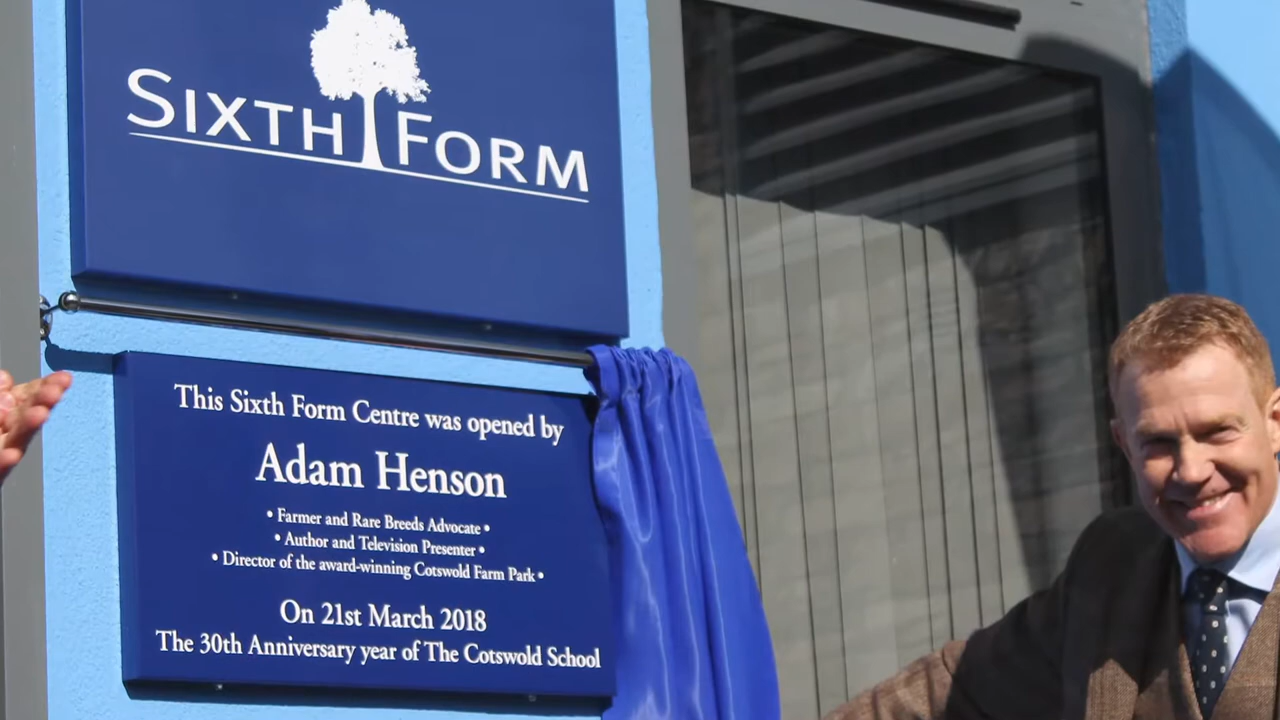 SIXTH FORM
This Sixth Form Centre was opened by
Adam Henson
• Farmer and Rare Breeds Advocate •
• Author and Television Presenter •
• Director of the award-winning Cotswold Farm Park •
On 21st March 2018
The 30th Anniversary year of The Cotswold School